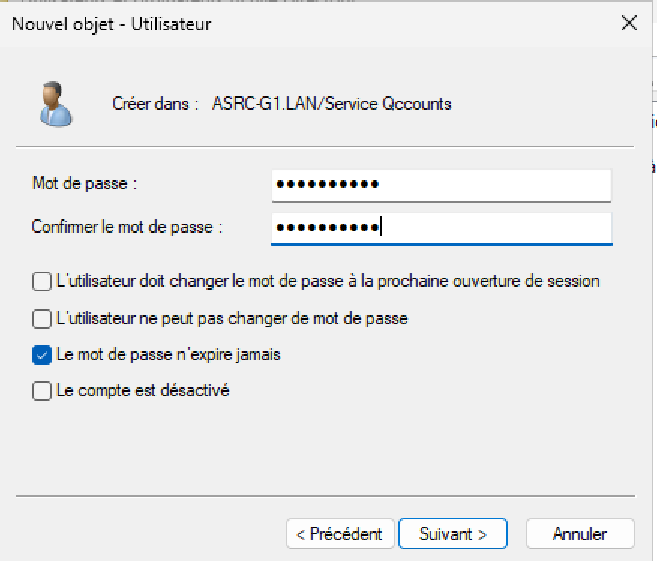 Nouvel objet - Utilisateur
Créer dans : ASRC-G1.LAN/Service Qccounts
Mot de passe : ●●●●●●●●●●
Confirmer le mot de passe : ●●●●●●●●●●
L'utilisateur doit changer le mot de passe à la prochaine ouverture de session
L'utilisateur ne peut pas changer de mot de passe
Le mot de passe n'expire jamais
Le compte est désactivé
< Précédent Suivant > Annuler